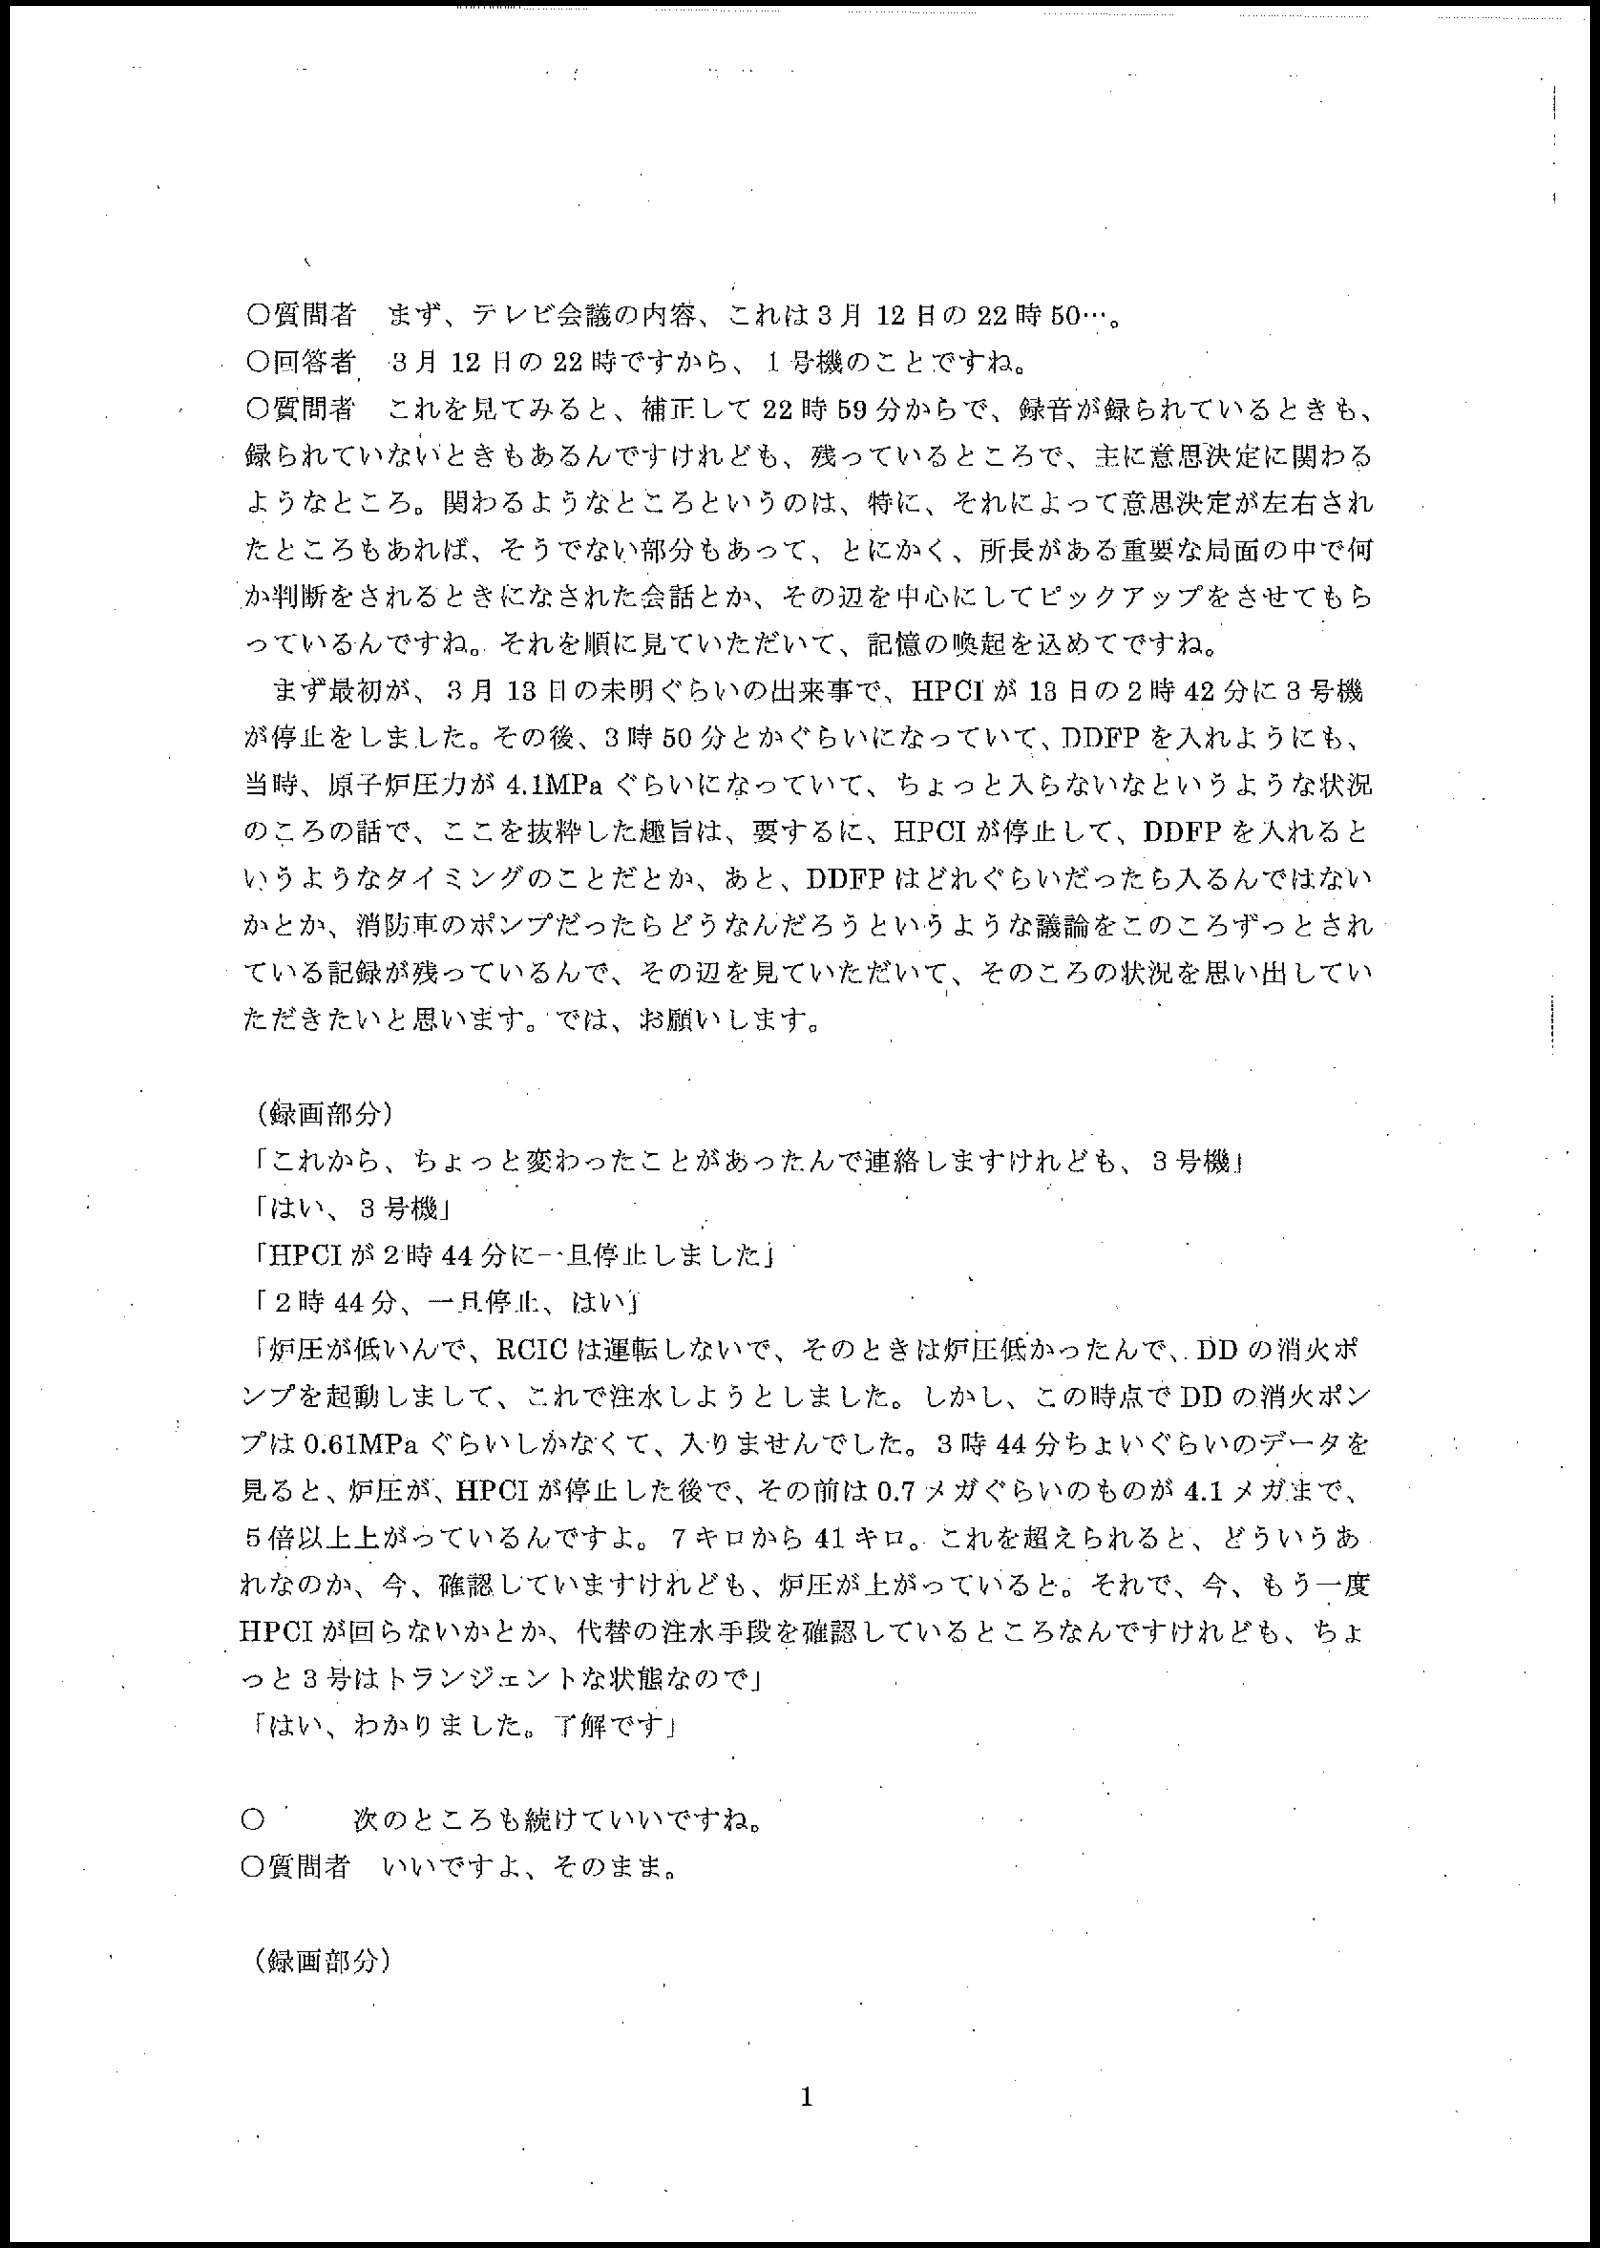 ○質問者　まず、テレビ会議の内容、これは3月12日の22時50…。
○回答者　3月12日の22時ですから、1号機のことですね。
○質問者　これを見てみると、補正して22時59分からで、録音が録られているときも、
録られていないときもあるんですけれども、残っているところで、主に意思決定に関わる
ようなところ。関わるようなところというのは、特に、それによって意思決定が左右され
たところもあれば、そうでない部分もあって、とにかく、所長がある重要な局面の中で何
か判断をされるときになされた会話とか、その辺を中心にしてピックアップをさせてもら
っているんですね。それを順に見ていただいて、記憶の喚起を込めてですね。
　まず最初が、3月13日の未明ぐらいの出来事で、HPCIが13日の2時42分に3号機
が停止をしました。その後、3時50分とかぐらいになっていて、DDFPを入れようにも、
当時、原子炉圧力が4.1MPaぐらいになっていて、ちょっと入らないなというような状況
のころの話で、ここを抜粋した趣旨は、要するに、HPCIが停止して、DDFPを入れると
いうようなタイミングのことだとか、あと、DDFPはどれぐらいだったら入るんではない
かとか、消防車のポンプだったらどうなんだろうというような議論をこのころずっとされ
ている記録が残っているんで、その辺を見ていただいて、そのころの状況を思い出してい
ただきたいと思います。では、お願いします。
（録画部分）
「これから、ちょっと変わったことがあったんで連絡しますけれども、3号機」
「はい、3号機」
「HPCIが2時44分に一旦停止しました」
「2時44分、一旦停止、はい」
「炉圧が低いんで、RCICは運転しないで、そのときは炉圧低かったんで、DDの消火ポ
ンプを起動しまして、これで注水しようとしました。しかし、この時点でDDの消火ポン
プは0.61MPaぐらいしかなくて、入りませんでした。3時44分ちょいぐらいのデータを
見ると、炉圧が、HPCIが停止した後で、その前は0.7メガぐらいのものが4.1メガまで、
5倍以上上がっているんですよ。7キロから41キロ。これを超えられると、どういうあ
れなのか、今、確認していますけれども、炉圧が上がっていると。それで、今、もう一度
HPCIが回らないかとか、代替の注水手段を確認しているところなんですけれども、ちょ
っと3号はトランジェントな状態なので」
「はい、わかりました。了解です」
○　　　次のところも続けていいですね。
○質問者　いいですよ、そのまま。
（録画部分）
1